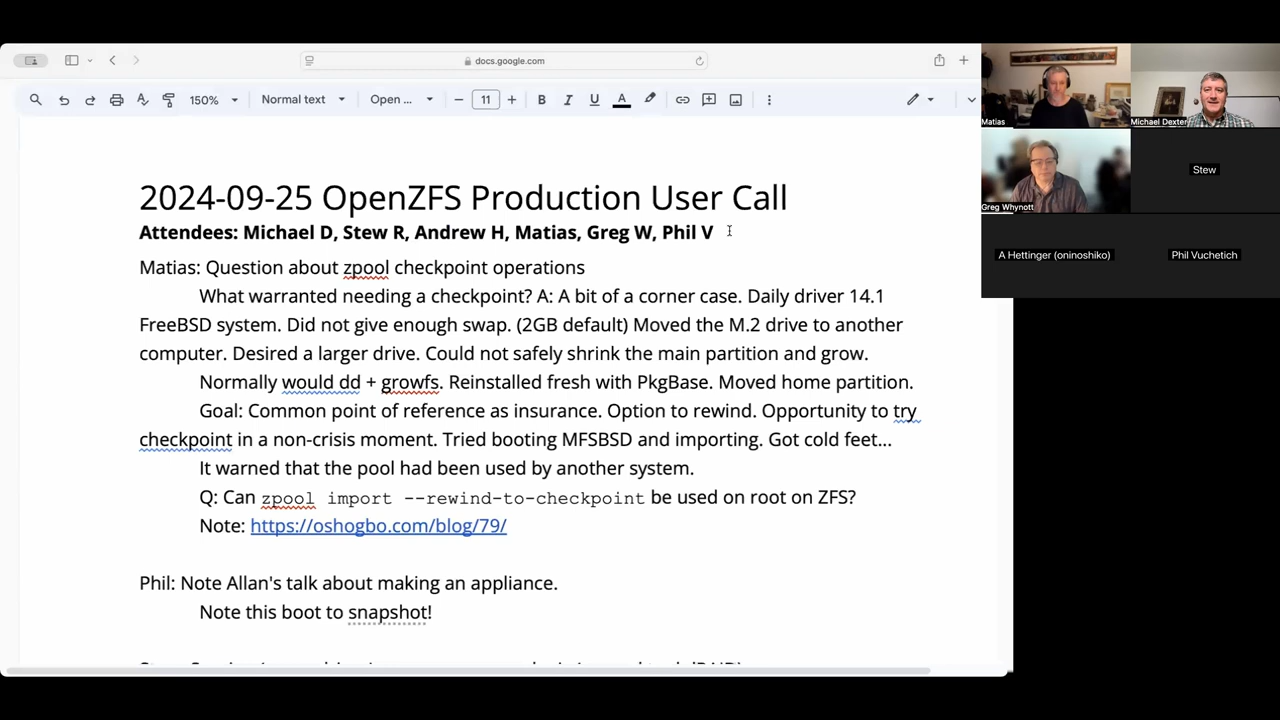 docs.google.com
150%
Normal text
Open ...
11
B
I
U
A
2024-09-25 OpenZFS Production User Call
Attendees: Michael D, Stew R, Andrew H, Matias, Greg W, Phil V
Matias: Question about zpool checkpoint operations
What warranted needing a checkpoint? A: A bit of a corner case. Daily driver 14.1
FreeBSD system. Did not give enough swap. (2GB default) Moved the M.2 drive to another
computer. Desired a larger drive. Could not safely shrink the main partition and grow.
Normally would dd + growfs. Reinstalled fresh with PkgBase. Moved home partition.
Goal: Common point of reference as insurance. Option to rewind. Opportunity to try
checkpoint in a non-crisis moment. Tried booting MFSBSD and importing. Got cold feet...
It warned that the pool had been used by another system.
Q: Can zpool import --rewind-to-checkpoint be used on root on ZFS?
Note: https://oshogbo.com/blog/79/
Phil: Note Allan's talk about making an appliance.
Note this boot to snapshot!
Matias
Michael Dexter
Greg Whynott
Stew
A Hettinger (oninoshiko)
Phil Vuchetich